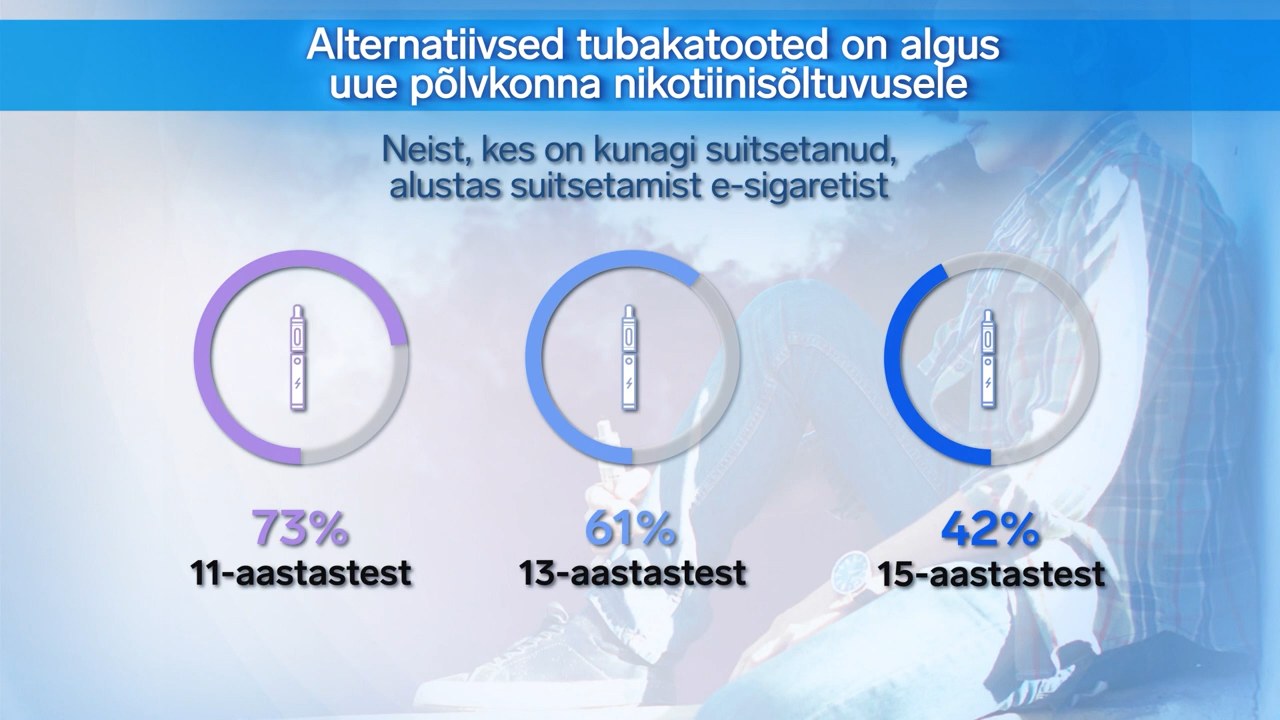 Alternatiivsed tubakatooted on algus
uue põlvkonna nikotiinisõltuvusele
Neist, kes on kunagi suitsetanud,
alustas suitsetamist e-sigaretist
73%
11-aastastest
61%
13-aastastest
42%
15-aastastest